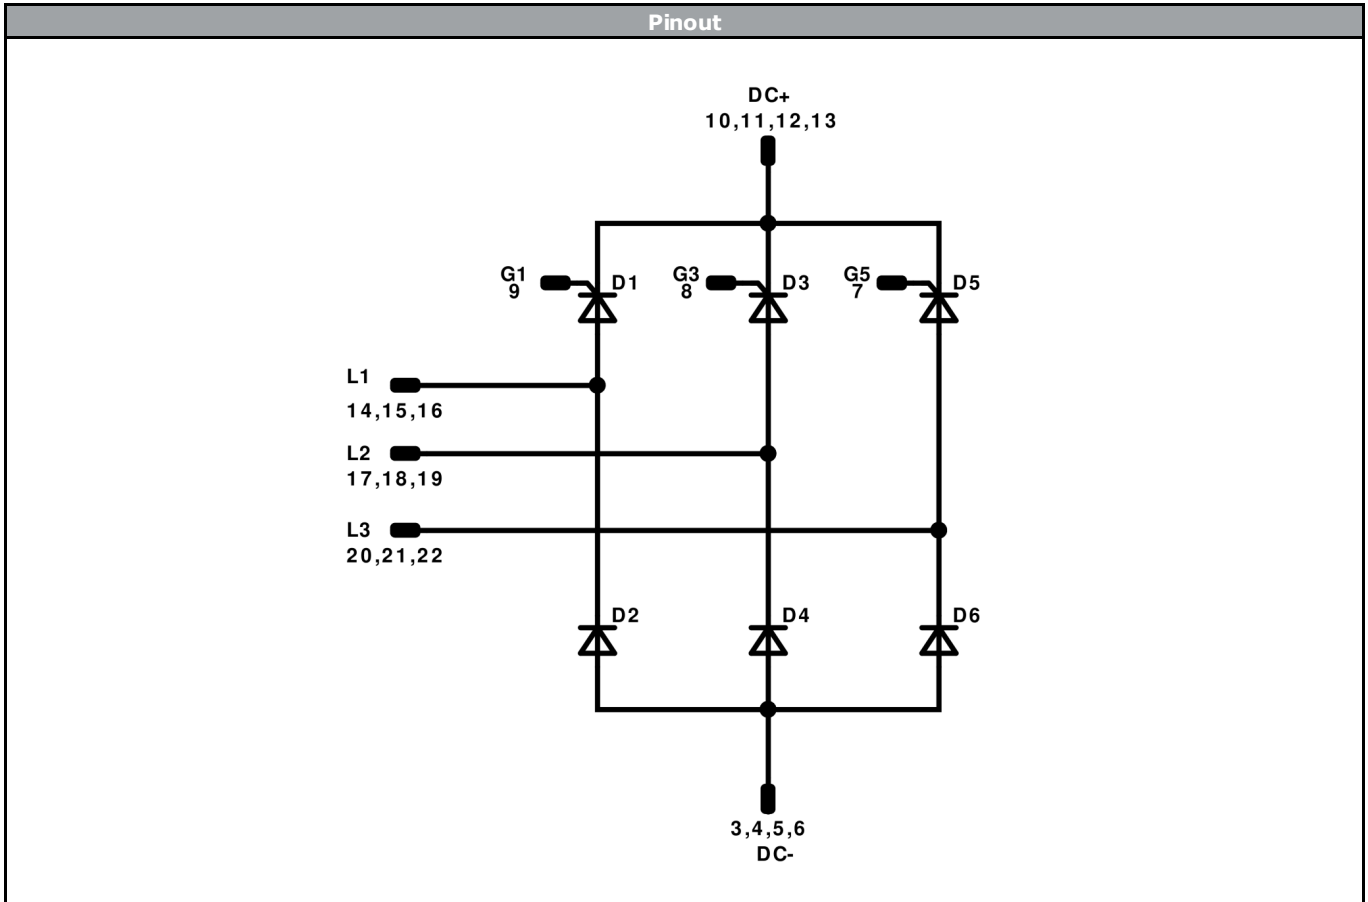 Pinout
DC+
10,11,12,13
G1
9
D1
G3
8
D3
G5
7
D5
L1
14,15,16
L2
17,18,19
L3
20,21,22
D2
D4
D6
3,4,5,6
DC-